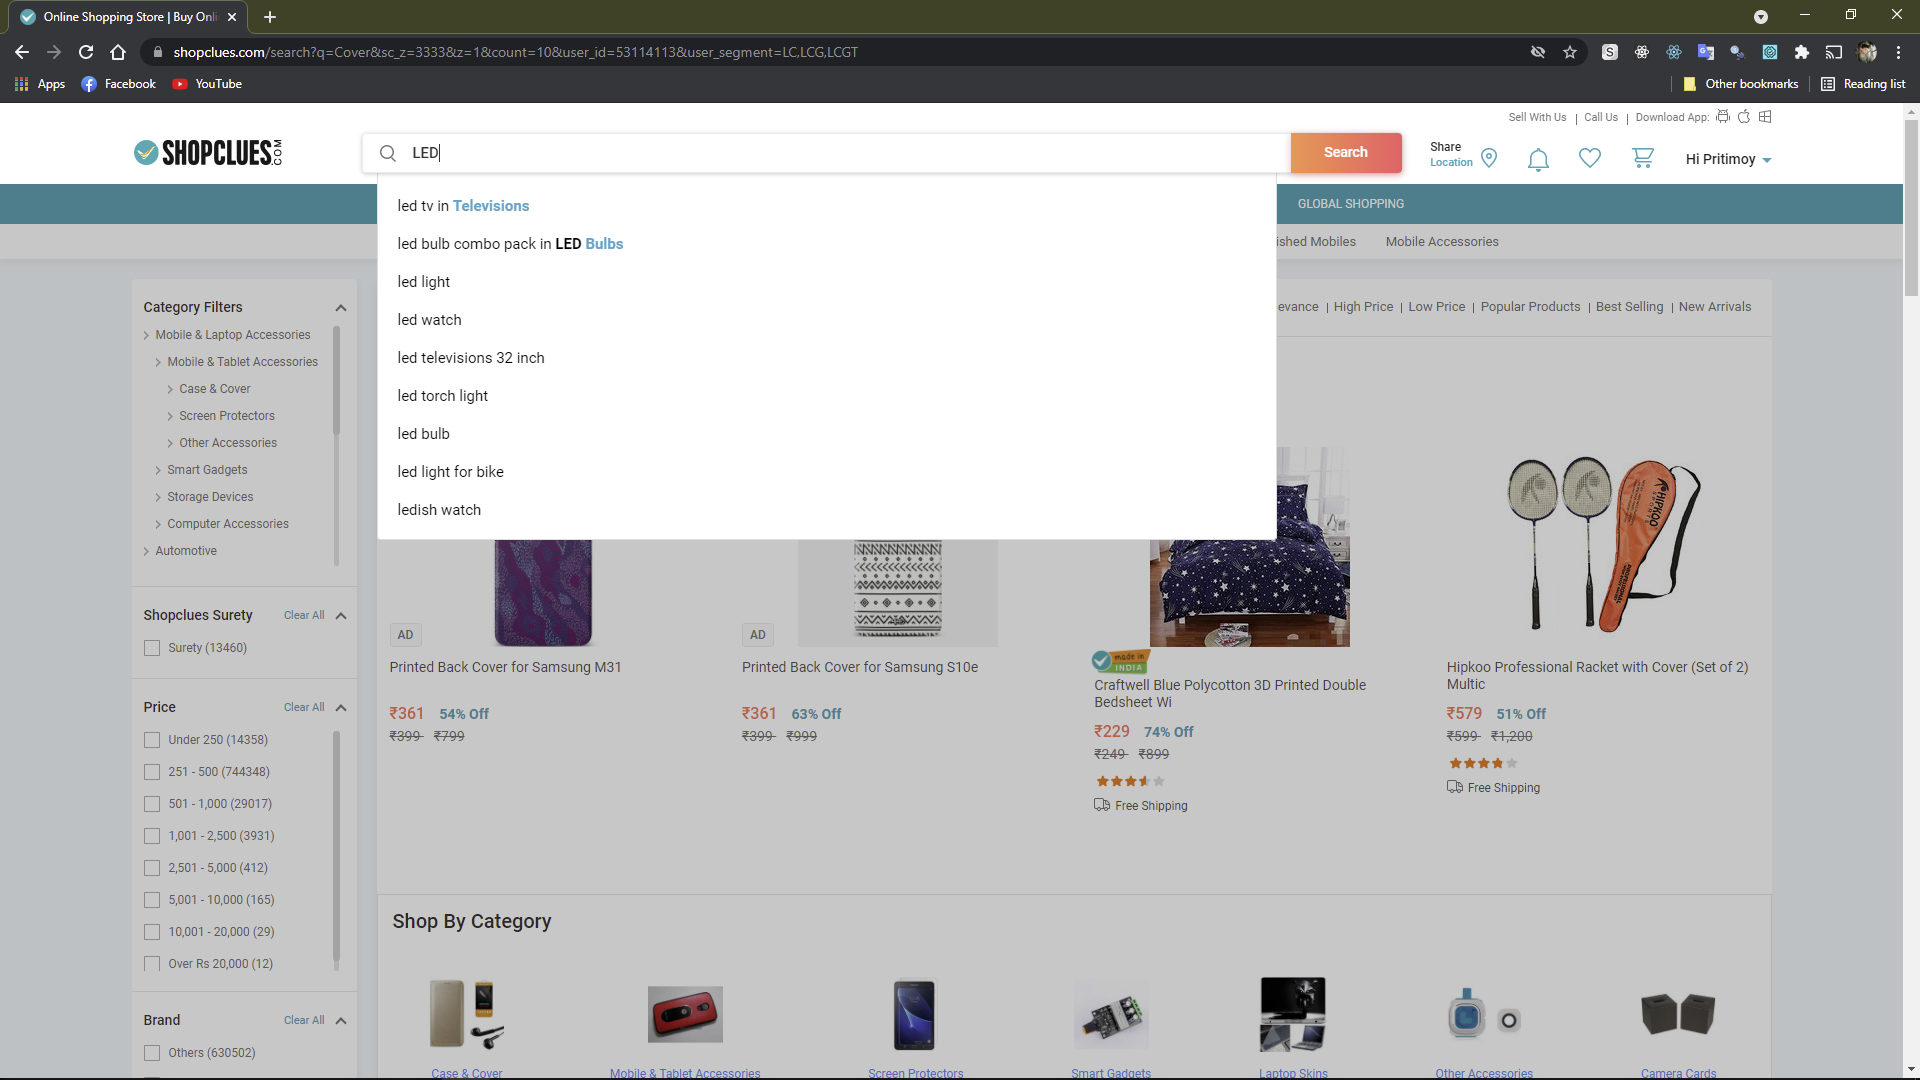 Online Shopping Store | Buy Onli
shopclues.com/search?q=Cover&sc_z=3333&z=1&count=10&user_id=53114113&user_segment=LC,LCG,LCGT
Apps
Facebook
YouTube
Other bookmarks
Reading list
Sell With Us | Call Us | Download App:
SHOPCLUES.COM
LED
Search
Share
Location
Hi Pritimoy
GLOBAL SHOPPING
ished Mobiles
Mobile Accessories
led tv in Televisions
led bulb combo pack in LED Bulbs
led light
led watch
led televisions 32 inch
led torch light
led bulb
led light for bike
ledish watch
Category Filters
Mobile & Laptop Accessories
Mobile & Tablet Accessories
Case & Cover
Screen Protectors
Other Accessories
Smart Gadgets
Storage Devices
Computer Accessories
Automotive
evance | High Price | Low Price | Popular Products | Best Selling | New Arrivals
Shopclues Surety
Clear All
Surety (13460)
Price
Clear All
Under 250 (14358)
251 - 500 (744348)
501 - 1,000 (29017)
1,001 - 2,500 (3931)
2,501 - 5,000 (412)
5,001 - 10,000 (165)
10,001 - 20,000 (29)
Over Rs 20,000 (12)
Brand
Clear All
Others (630502)
AD
Printed Back Cover for Samsung M31
₹361 54% Off
₹399 ₹799
AD
Printed Back Cover for Samsung S10e
₹361 63% Off
₹399 ₹999
made in
INDIA
Craftwell Blue Polycotton 3D Printed Double
Bedsheet Wi
₹229 74% Off
₹249 ₹899
Free Shipping
HIPKOO
PROFESSIONAL
Hipkoo Professional Racket with Cover (Set of 2)
Multic
₹579 51% Off
₹599 ₹1,200
Free Shipping
Shop By Category
Case & Cover
Mobile & Tablet Accessories
Screen Protectors
Smart Gadgets
Laptop Skins
Other Accessories
Camera Cards